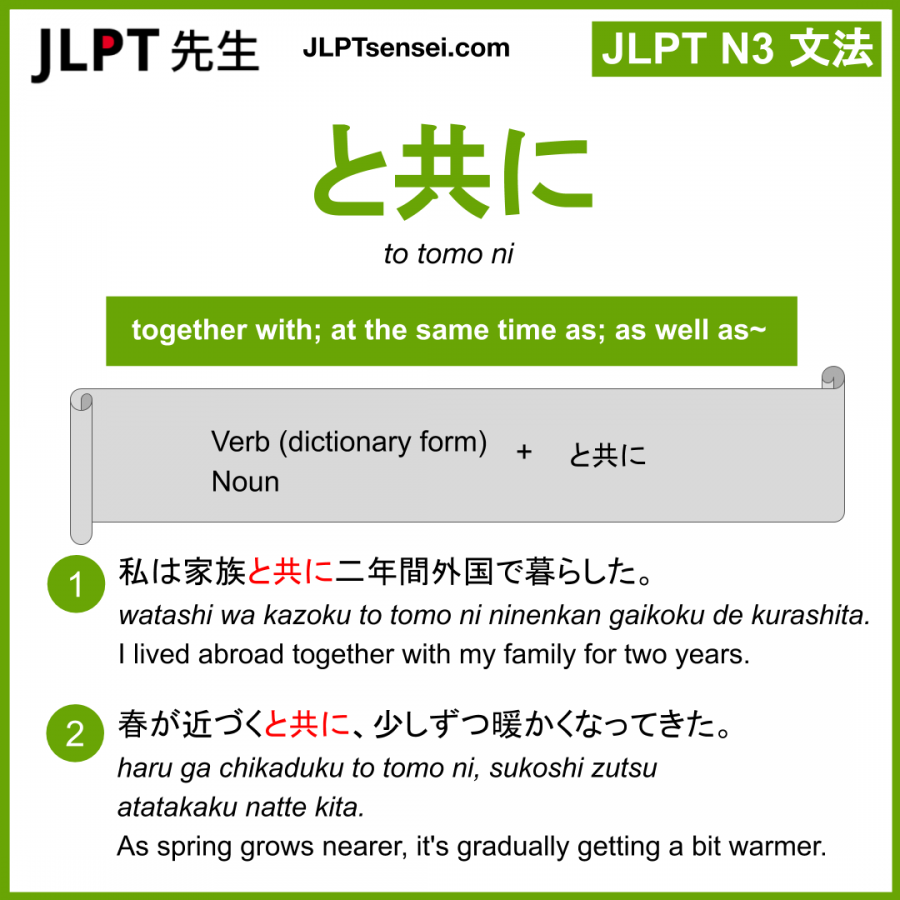 JLPT 先生
JLPTsensei.com
JLPT N3 文法
と共に
to tomo ni
together with; at the same time as; as well as~
Verb (dictionary form)
Noun
+ と共に
1 私は家族と共に二年間外国で暮らした。
watashi wa kazoku to tomo ni ninenkan gaikoku de kurashita.
I lived abroad together with my family for two years.
2 春が近づくと共に、少しずつ暖かくなってきた。
haru ga chikaduku to tomo ni, sukoshi zutsu
atatakaku natte kita.
As spring grows nearer, it's gradually getting a bit warmer.